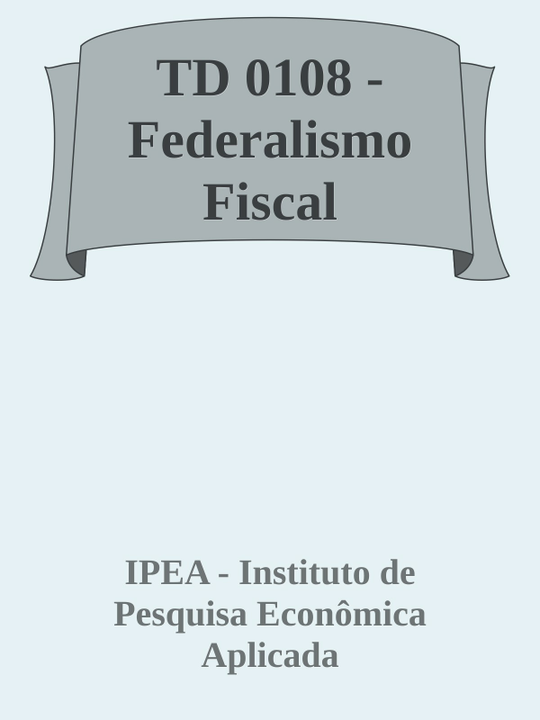 TD 0108 -
Federalismo
Fiscal
IPEA - Instituto de
Pesquisa Econômica
Aplicada